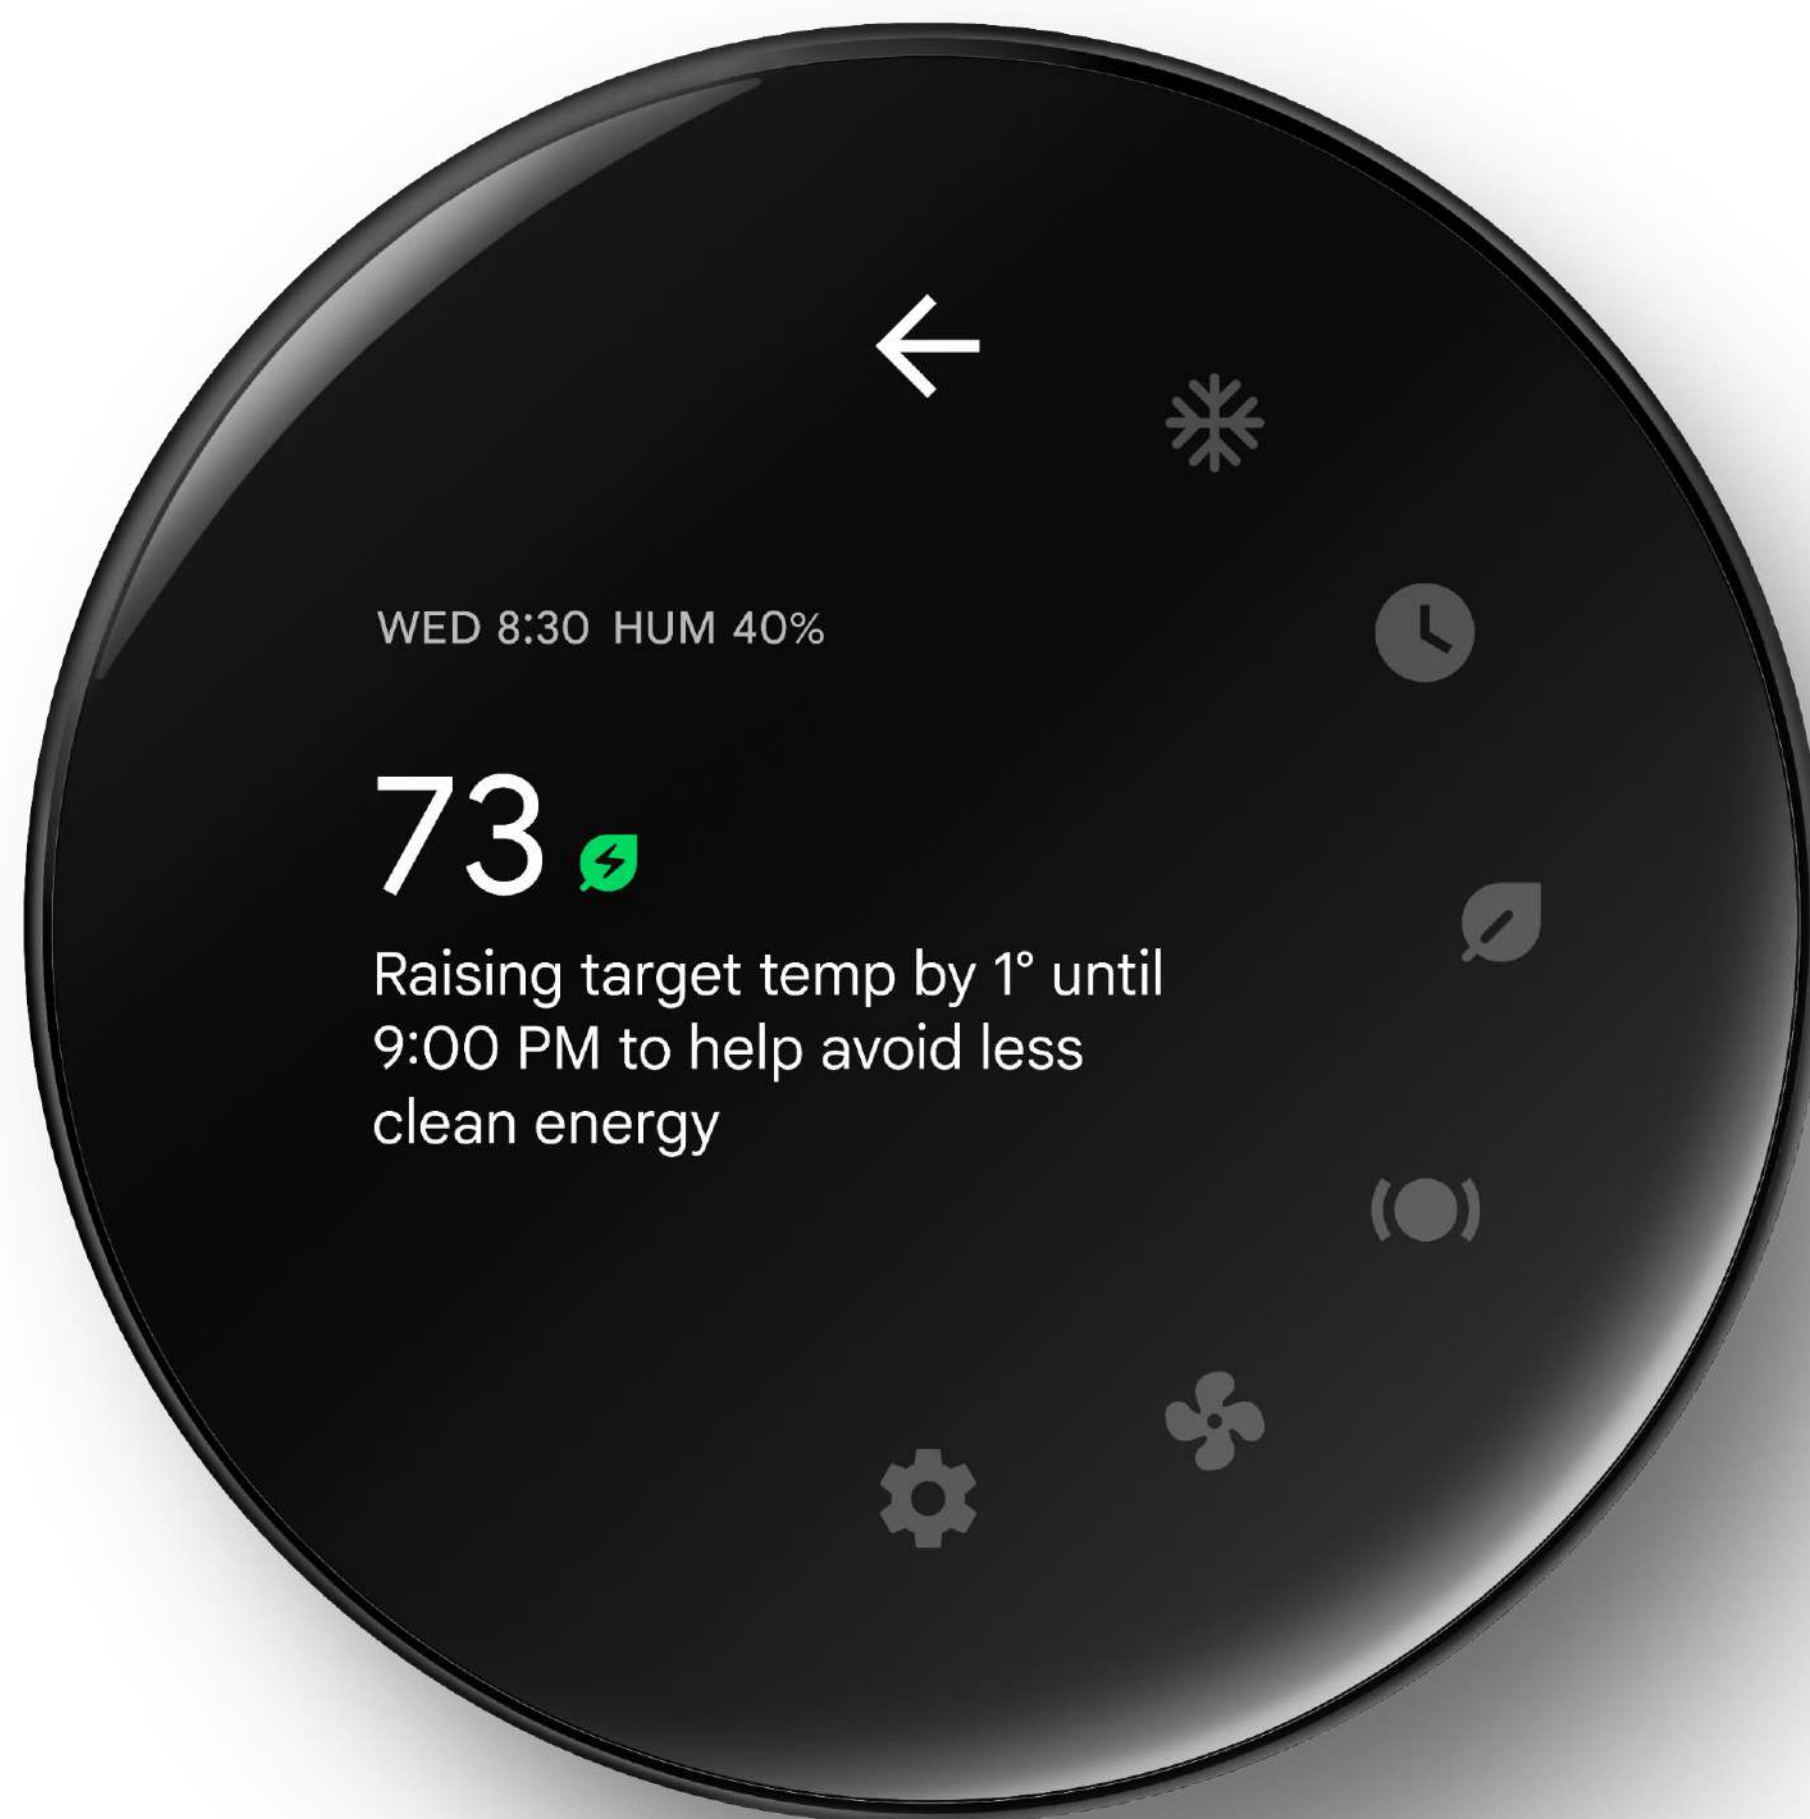 WED 8:30 HUM 40%
73
Raising target temp by 1° until
9:00 PM to help avoid less
clean energy